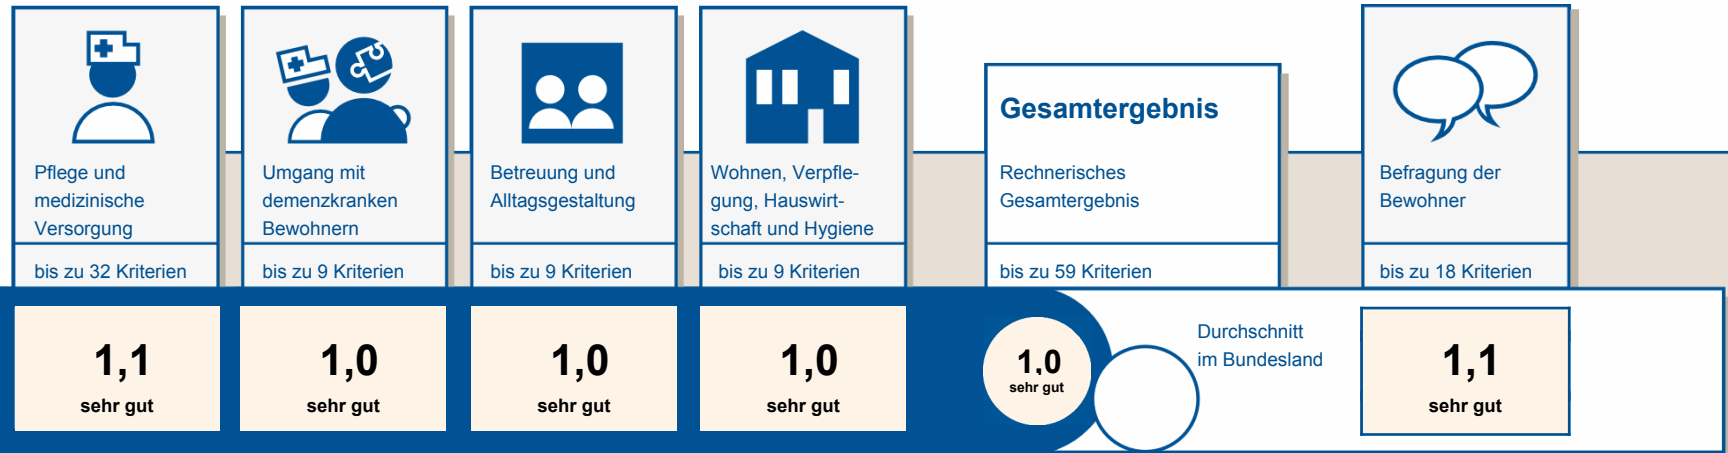 Pflege und
medizinische
Versorgung
bis zu 32 Kriterien
1,1
sehr gut
Umgang mit
demenzkranken
Bewohnern
bis zu 9 Kriterien
1,0
sehr gut
Betreuung und
Alltagsgestaltung
bis zu 9 Kriterien
1,0
sehr gut
Wohnen, Verpfle-
gung, Hauswirt-
schaft und Hygiene
bis zu 9 Kriterien
1,0
sehr gut
Gesamtergebnis
Rechnerisches
Gesamtergebnis
bis zu 59 Kriterien
1,0
sehr gut
Durchschnitt
im Bundesland
Befragung der
Bewohner
bis zu 18 Kriterien
1,1
sehr gut